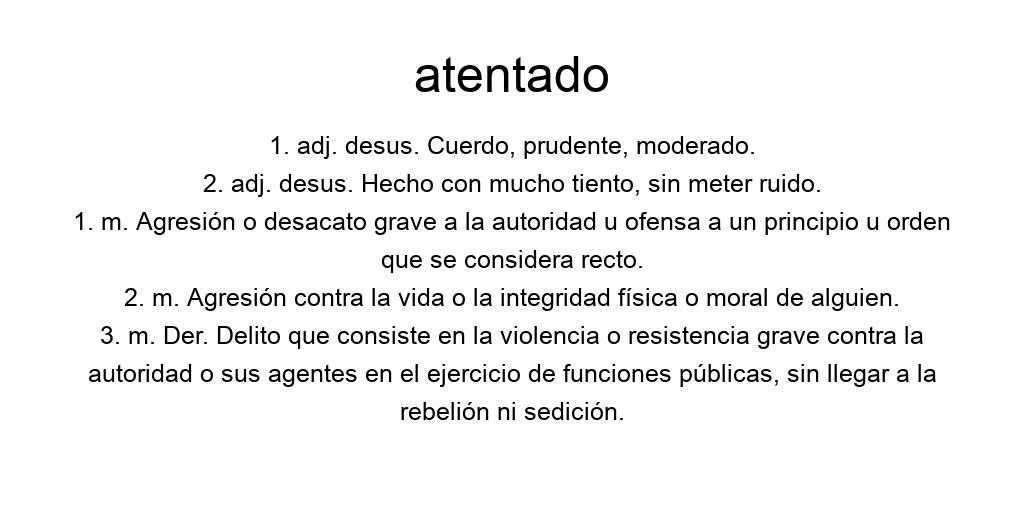 atentado
1. adj. desus. Cuerdo, prudente, moderado.
2. adj. desus. Hecho con mucho tiento, sin meter ruido.
1. m. Agresión o desacato grave a la autoridad u ofensa a un principio u orden
que se considera recto.
2. m. Agresión contra la vida o la integridad física o moral de alguien.
3. m. Der. Delito que consiste en la violencia o resistencia grave contra la
autoridad o sus agentes en el ejercicio de funciones públicas, sin llegar a la
rebelión ni sedición.